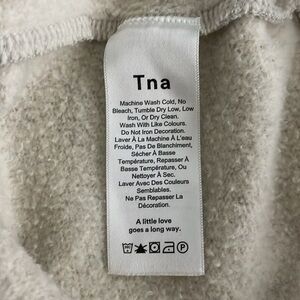 Tna
Machine Wash Cold, No
Bleach, Tumble Dry Low, Low
Iron, Or Dry Clean.
Wash With Like Colours.
Do Not Iron Decoration.
Laver À La Machine À L'eau
Froide, Pas De Blanchiment,
Sécher À Basse
Température, Repasser À
Basse Température, Ou
Nettoyer À Sec.
Laver Avec Des Couleurs
Semblables.
Ne Pas Repasser La
Décoration.
A little love
goes a long way.
P